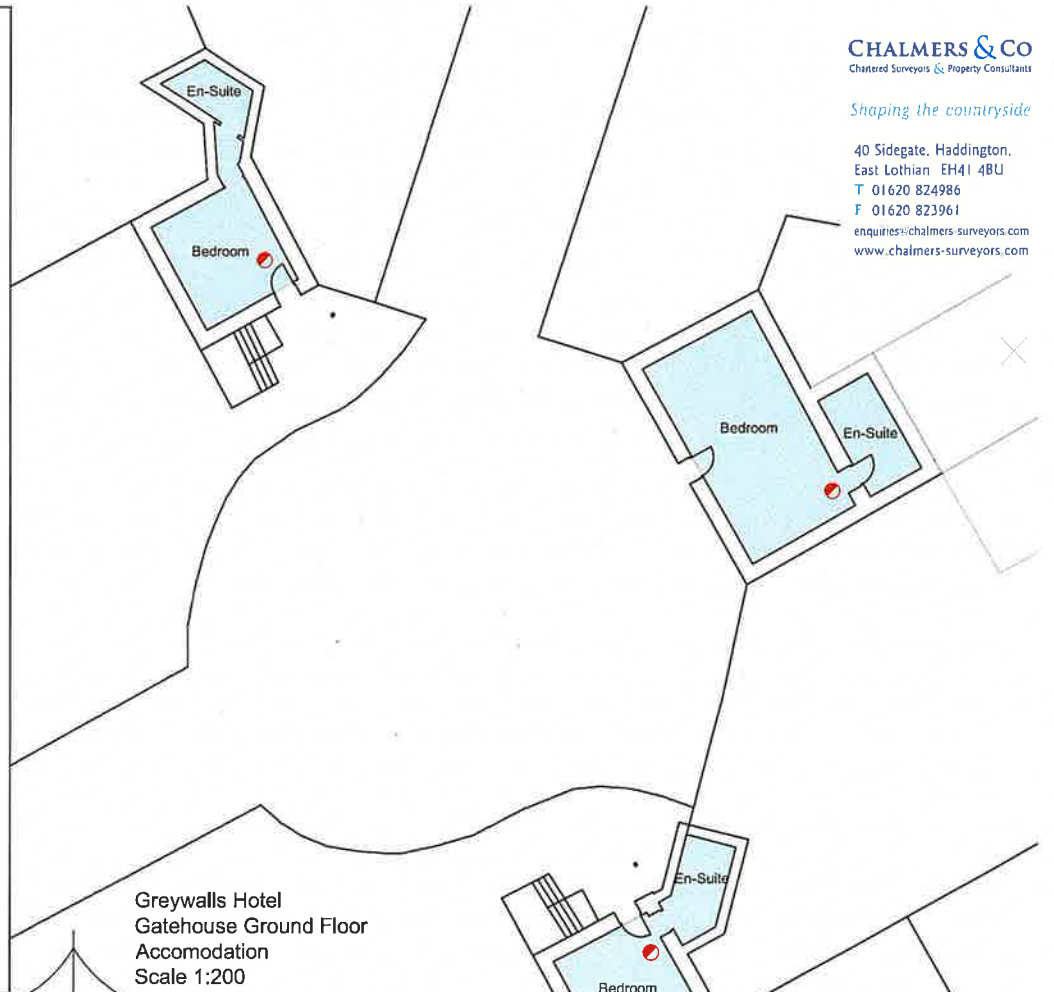 CHALMERS & CO
Chartered Surveyors & Property Consultants
Shaping the countryside
40 Sidegate, Haddington,
East Lothian EH41 4BU
T 01620 824986
F 01620 823961
enquiries@chalmers-surveyors.com
www.chalmers-surveyors.com
En-Suite
Bedroom
Bedroom
En-Suite
En-Suite
Bedroom
Greywalls Hotel
Gatehouse Ground Floor
Accomodation
Scale 1:200